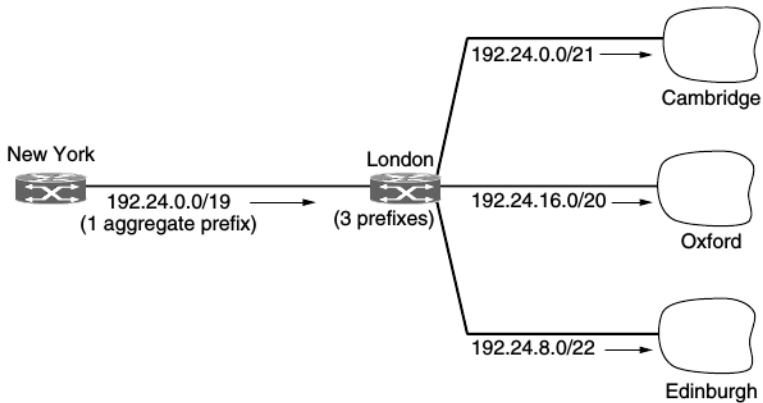 192.24.0.0/21
Cambridge
New York
192.24.0.0/19
(1 aggregate prefix)
London
(3 prefixes)
192.24.16.0/20
Oxford
192.24.8.0/22
Edinburgh